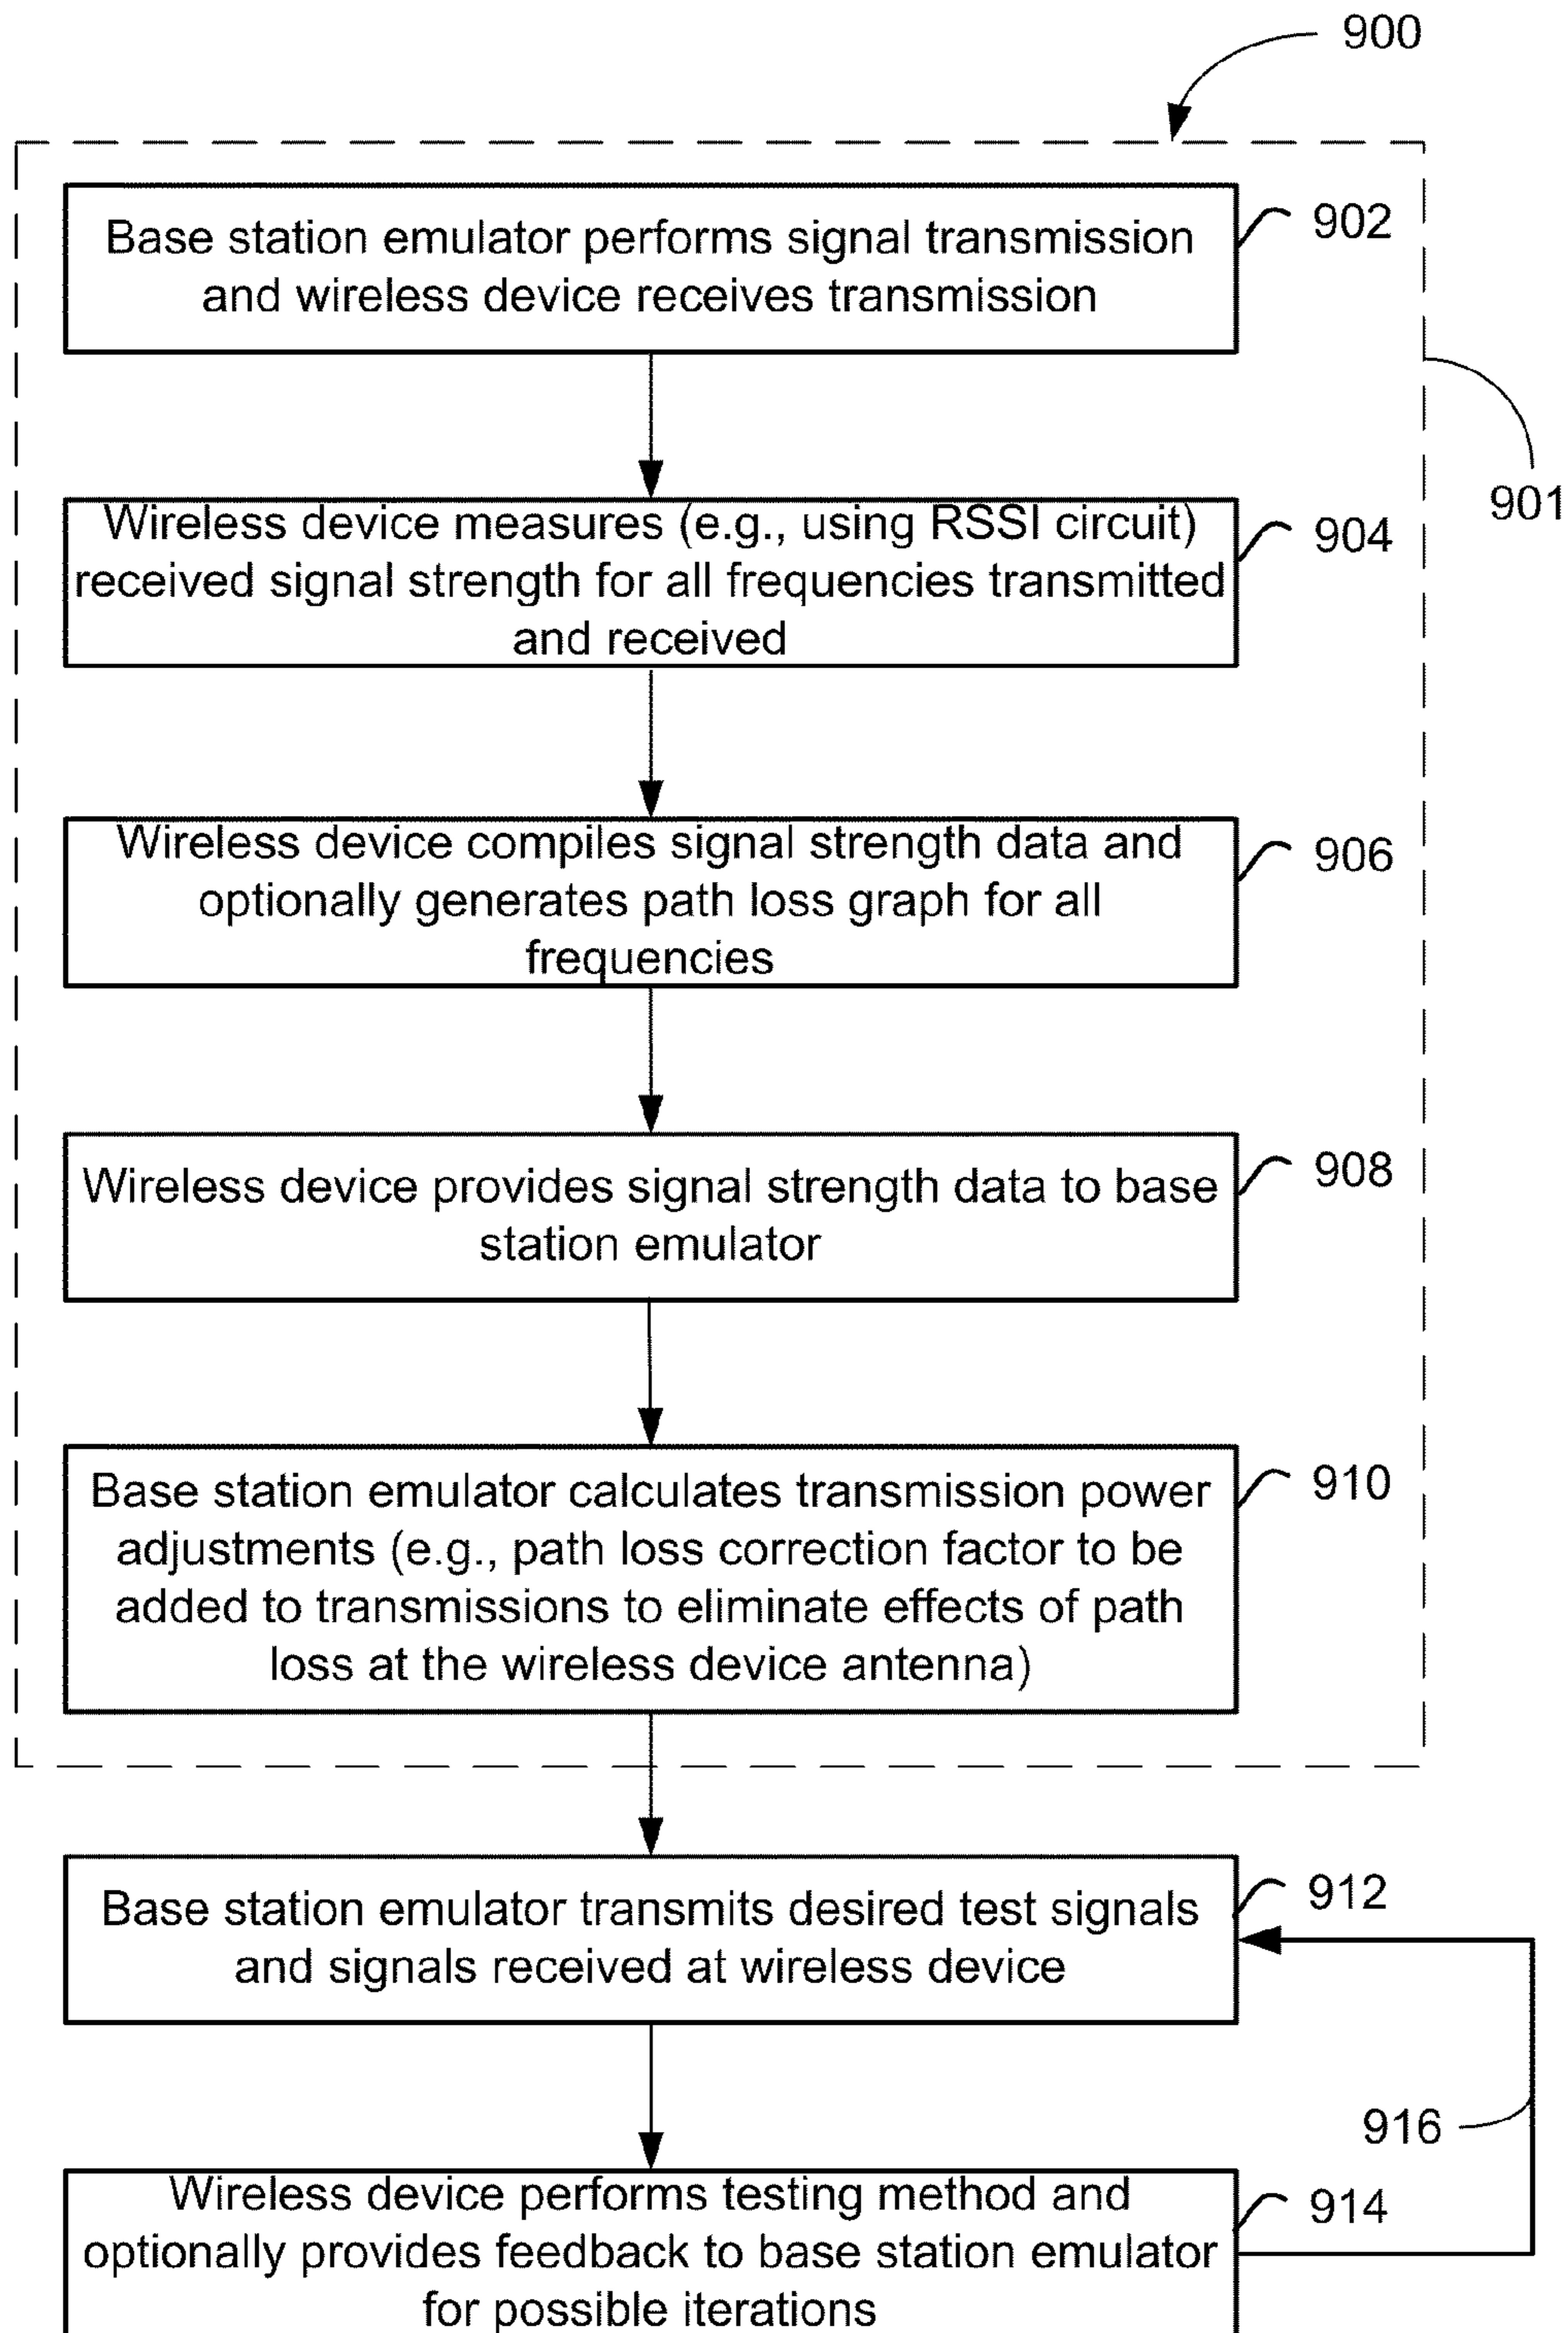 900
Base station emulator performs signal transmission
and wireless device receives transmission
902
901
Wireless device measures (e.g., using RSSI circuit)
received signal strength for all frequencies transmitted
and received
904
Wireless device compiles signal strength data and
optionally generates path loss graph for all
frequencies
906
Wireless device provides signal strength data to base
station emulator
908
Base station emulator calculates transmission power
adjustments (e.g., path loss correction factor to be
added to transmissions to eliminate effects of path
loss at the wireless device antenna)
910
Base station emulator transmits desired test signals
and signals received at wireless device
912
916
Wireless device performs testing method and
optionally provides feedback to base station emulator
for possible iterations
914